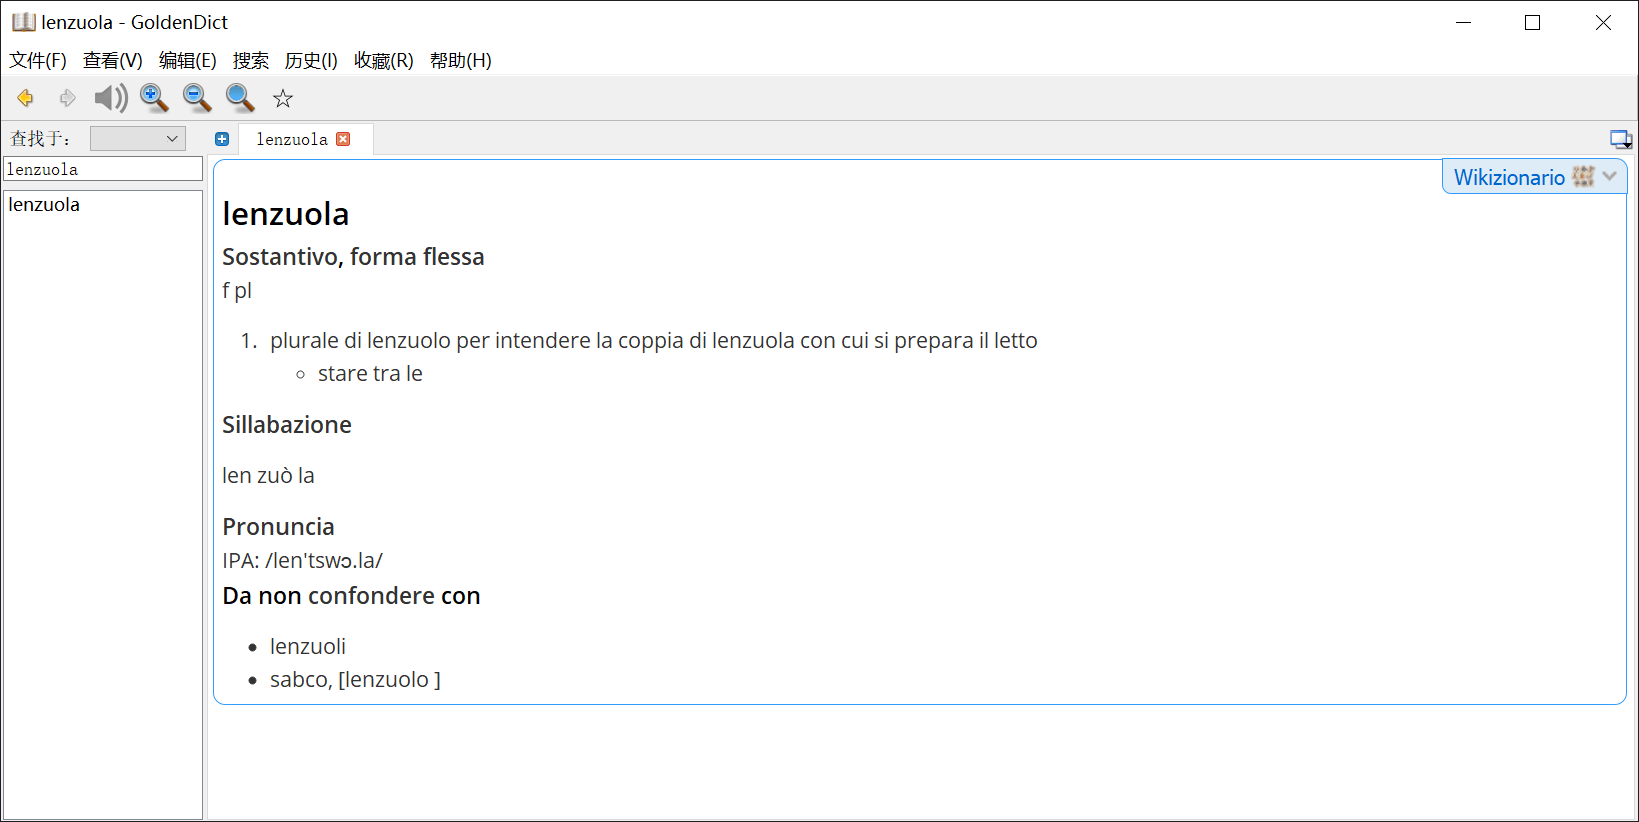 lenzuola - GoldenDict
文件(F) 查看(V) 编辑(E) 搜索 历史(I) 收藏(R) 帮助(H)
查找于:
lenzuola
lenzuola
lenzuola
Wikizionario
lenzuola
Sostantivo, forma flessa
f pl
1. plurale di lenzuolo per intendere la coppia di lenzuola con cui si prepara il letto
stare tra le
Sillabazione
len zuò la
Pronuncia
IPA: /len'tswɔ.la/
Da non confondere con
lenzuoli
sabco, [lenzuolo ]